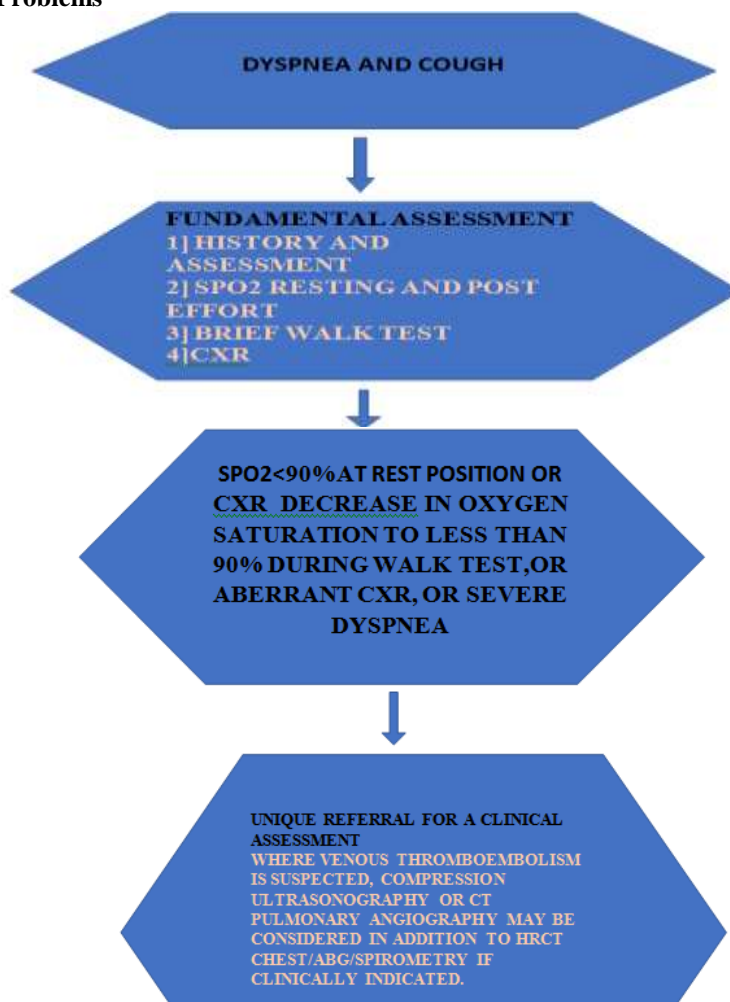 DYSPNEA AND COUGH
FUNDAMENTAL ASSESSMENT
1] HISTORY AND
ASSESSMENT
2] SPO2 RESTING AND POST
EFFORT
3] BRIEF WALK TEST
4]CXR
SPO2<90%AT REST POSITION OR
CXR DECREASE IN OXYGEN
SATURATION TO LESS THAN
90% DURING WALK TEST,OR
ABERRANT CXR, OR SEVERE
DYSPNEA
UNIQUE REFERRAL FOR A CLINICAL
ASSESSMENT
WHERE VENOUS THROMBOEMBOLISM
IS SUSPECTED, COMPRESSION
ULTRASONOGRAPHY OR CT
PULMONARY ANGIOGRAPHY MAY BE
CONSIDERED IN ADDITION TO HRCT
CHEST/ABG/SPIROMETRY IF
CLINICALLY INDICATED.